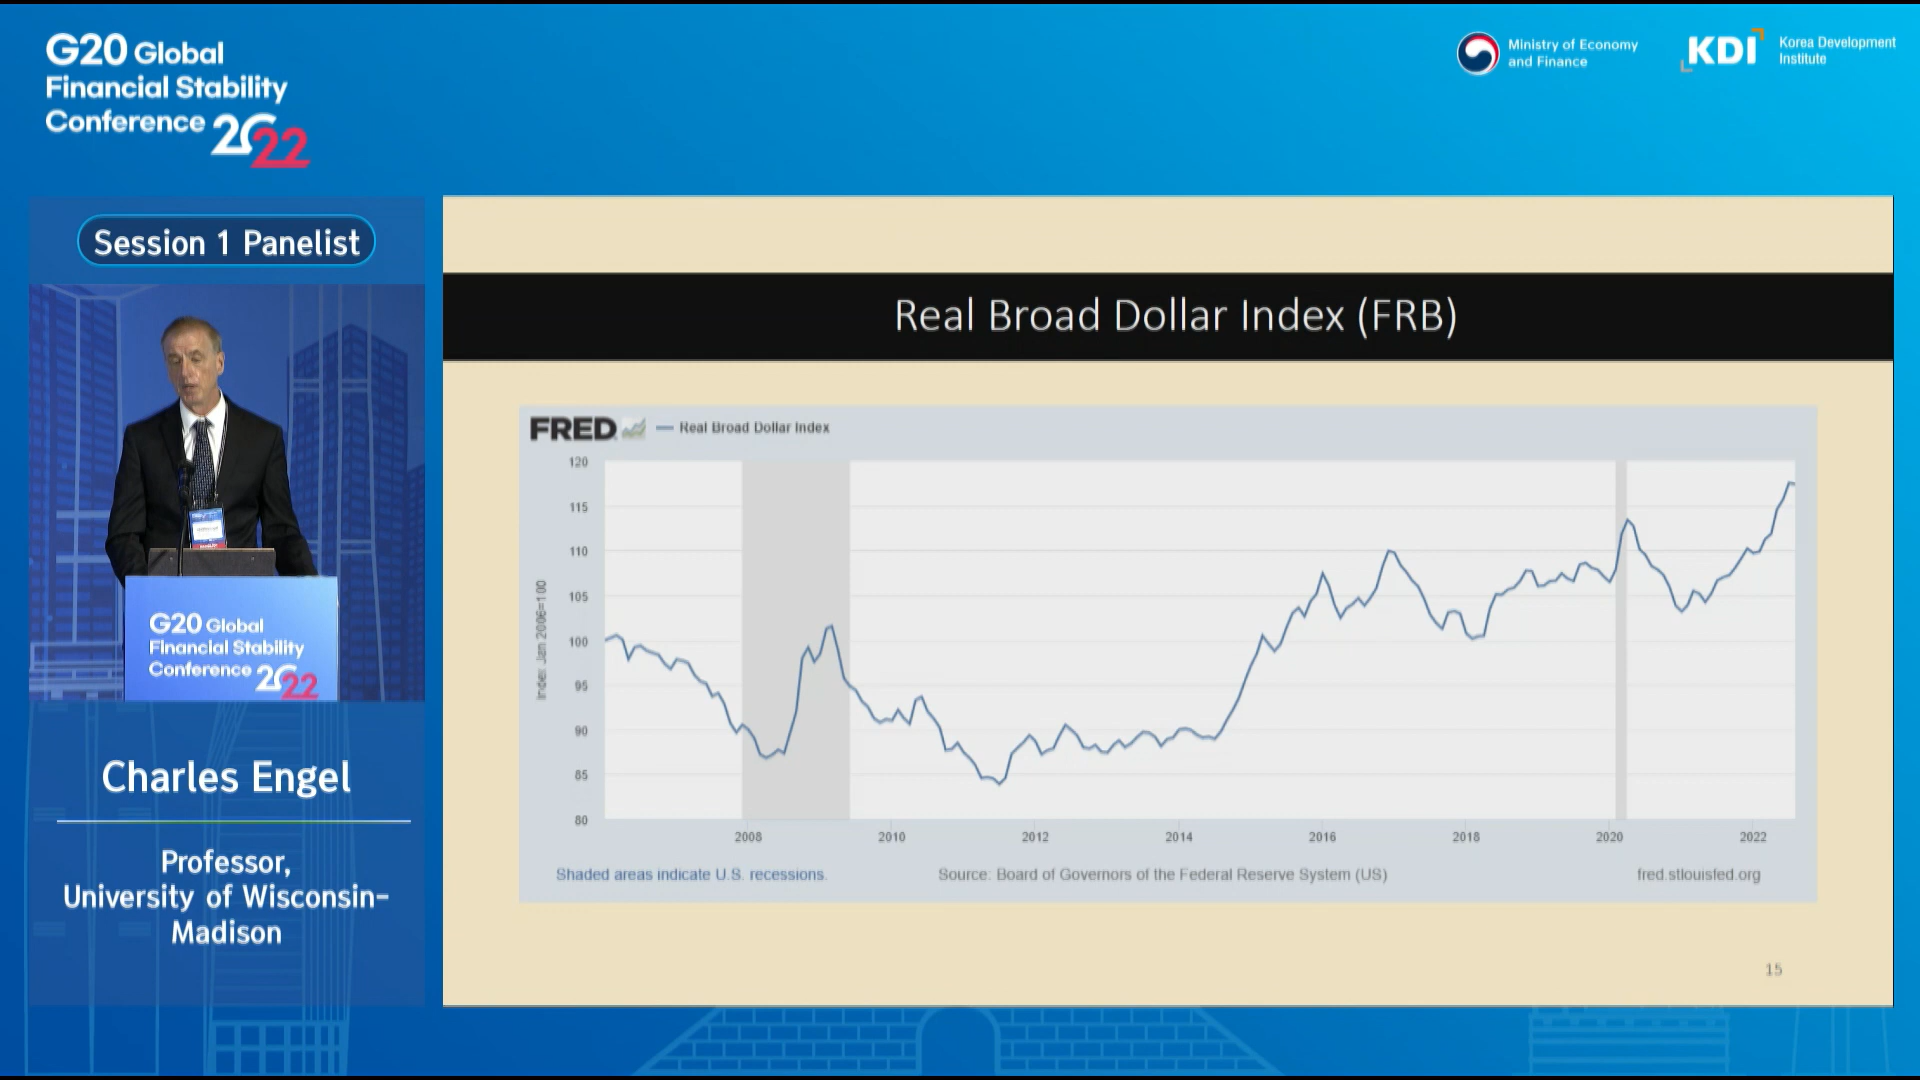 G20 Global
Financial Stability
Conference 2022
Ministry of Economy
and Finance
KDI
Korea Development
Institute
Session 1 Panelist
G20 Global
Financial Stability
Conference 2022
Charles Engel
Professor,
University of Wisconsin-
Madison
Real Broad Dollar Index (FRB)
FRED
Real Broad Dollar Index
Index Jan 2006=100
120
115
110
105
100
95
90
85
80
2008 2010 2012 2014 2016 2018 2020 2022
Shaded areas indicate U.S. recessions.
Source: Board of Governors of the Federal Reserve System (US)
fred.stlouisfed.org
15